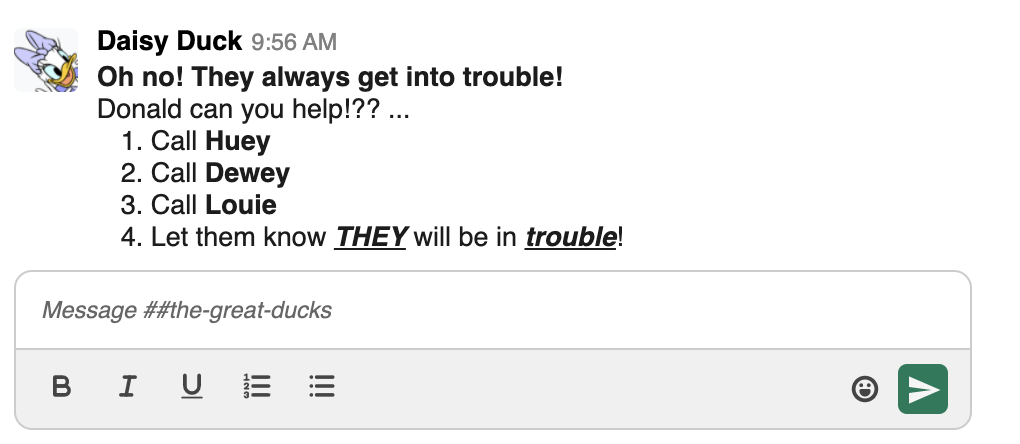 Daisy Duck 9:56 AM
Oh no! They always get into trouble!
Donald can you help!?? ...
1. Call Huey
2. Call Dewey
3. Call Louie
4. Let them know THEY will be in trouble!
Message ##the-great-ducks
B I U